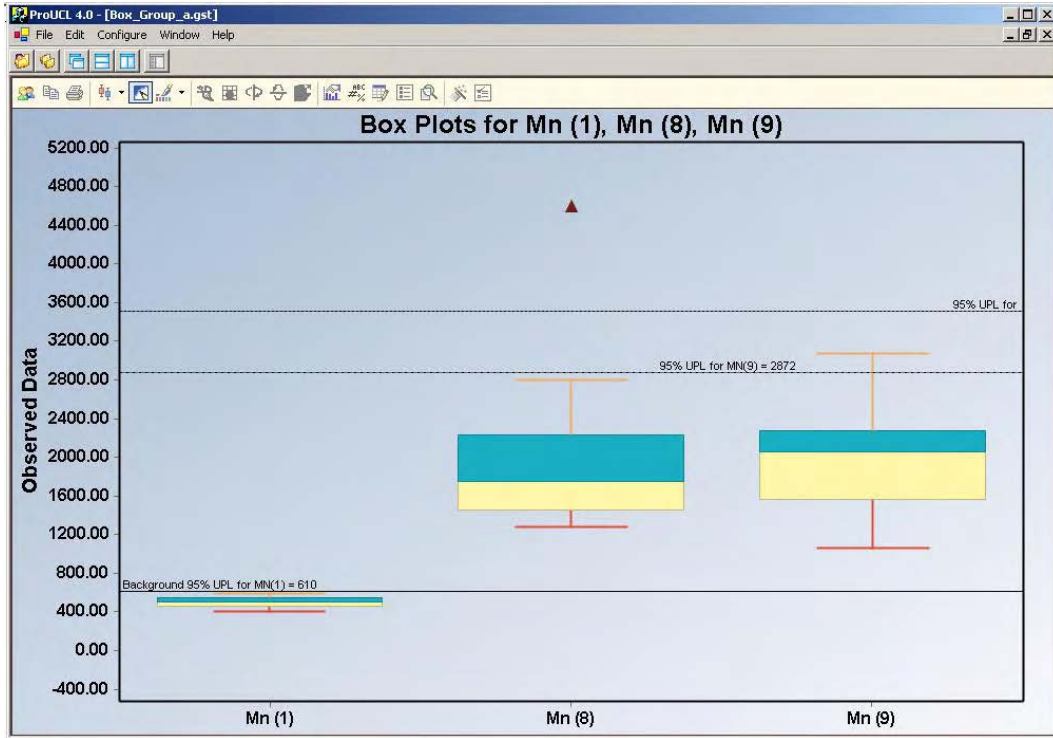 ProUCL 4.0 - [Box_Group_a.gst]
File Edit Configure Window Help
Box Plots for Mn (1), Mn (8), Mn (9)
5200.00
4800.00
4400.00
4000.00
3600.00
95% UPL for
3200.00
95% UPL for MN(9) = 2872
2800.00
2400.00
2000.00
1600.00
1200.00
800.00
Background 95% UPL for MN(1) = 610
400.00
0.00
-400.00
Observed Data
Mn (1) Mn (8) Mn (9)